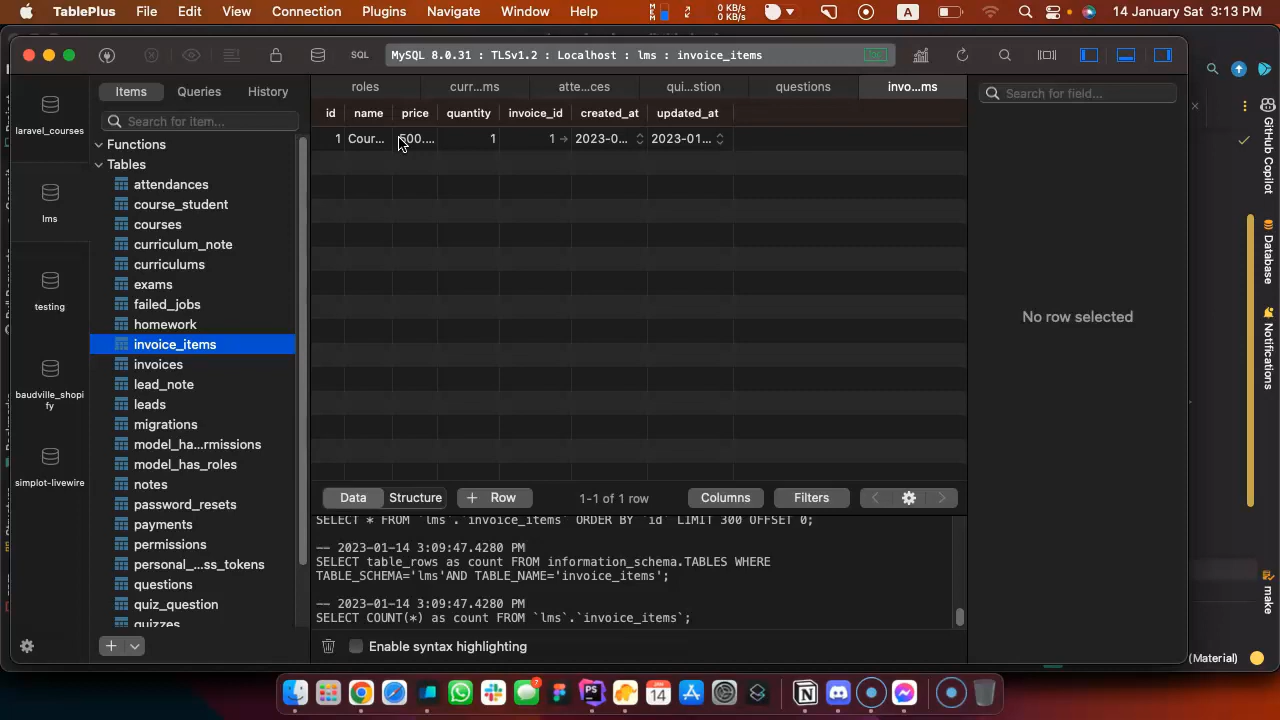 TablePlus File Edit View Connection Plugins Navigate Window Help 0 KB/s 0 KB/s A 14 January Sat 3:13 PM
SQL MySQL 8.0.31 : TLSv1.2 : Localhost : lms : invoice_items
laravel_courses
lms
testing
baudville_shopi
fy
simplot-livewire
Items Queries History
Search for item...
Functions
Tables
attendances
course_student
courses
curriculum_note
curriculums
exams
failed_jobs
homework
invoice_items
invoices
lead_note
leads
migrations
model_ha...rmissions
model_has_roles
notes
password_resets
payments
permissions
personal_...ss_tokens
questions
quiz_question
quizzes
roles curr...ms atte...ces qui...stion questions invo...ms
id name price quantity invoice_id created_at updated_at
1 Cour... 500.... 1 1 → 2023-0... 2023-01...
Data Structure + Row 1-1 of 1 row Columns Filters
SELECT * FROM `lms`.`invoice_items` ORDER BY `id` LIMIT 300 OFFSET 0;
-- 2023-01-14 3:09:47.4280 PM
SELECT table_rows as count FROM information_schema.TABLES WHERE
TABLE_SCHEMA='lms'AND TABLE_NAME='invoice_items';
-- 2023-01-14 3:09:47.4280 PM
SELECT COUNT(*) as count FROM `lms`.`invoice_items`;
Enable syntax highlighting
Search for field...
No row selected
GitHub Copilot
Database
Notifications
make
(Material)
7
14
PS